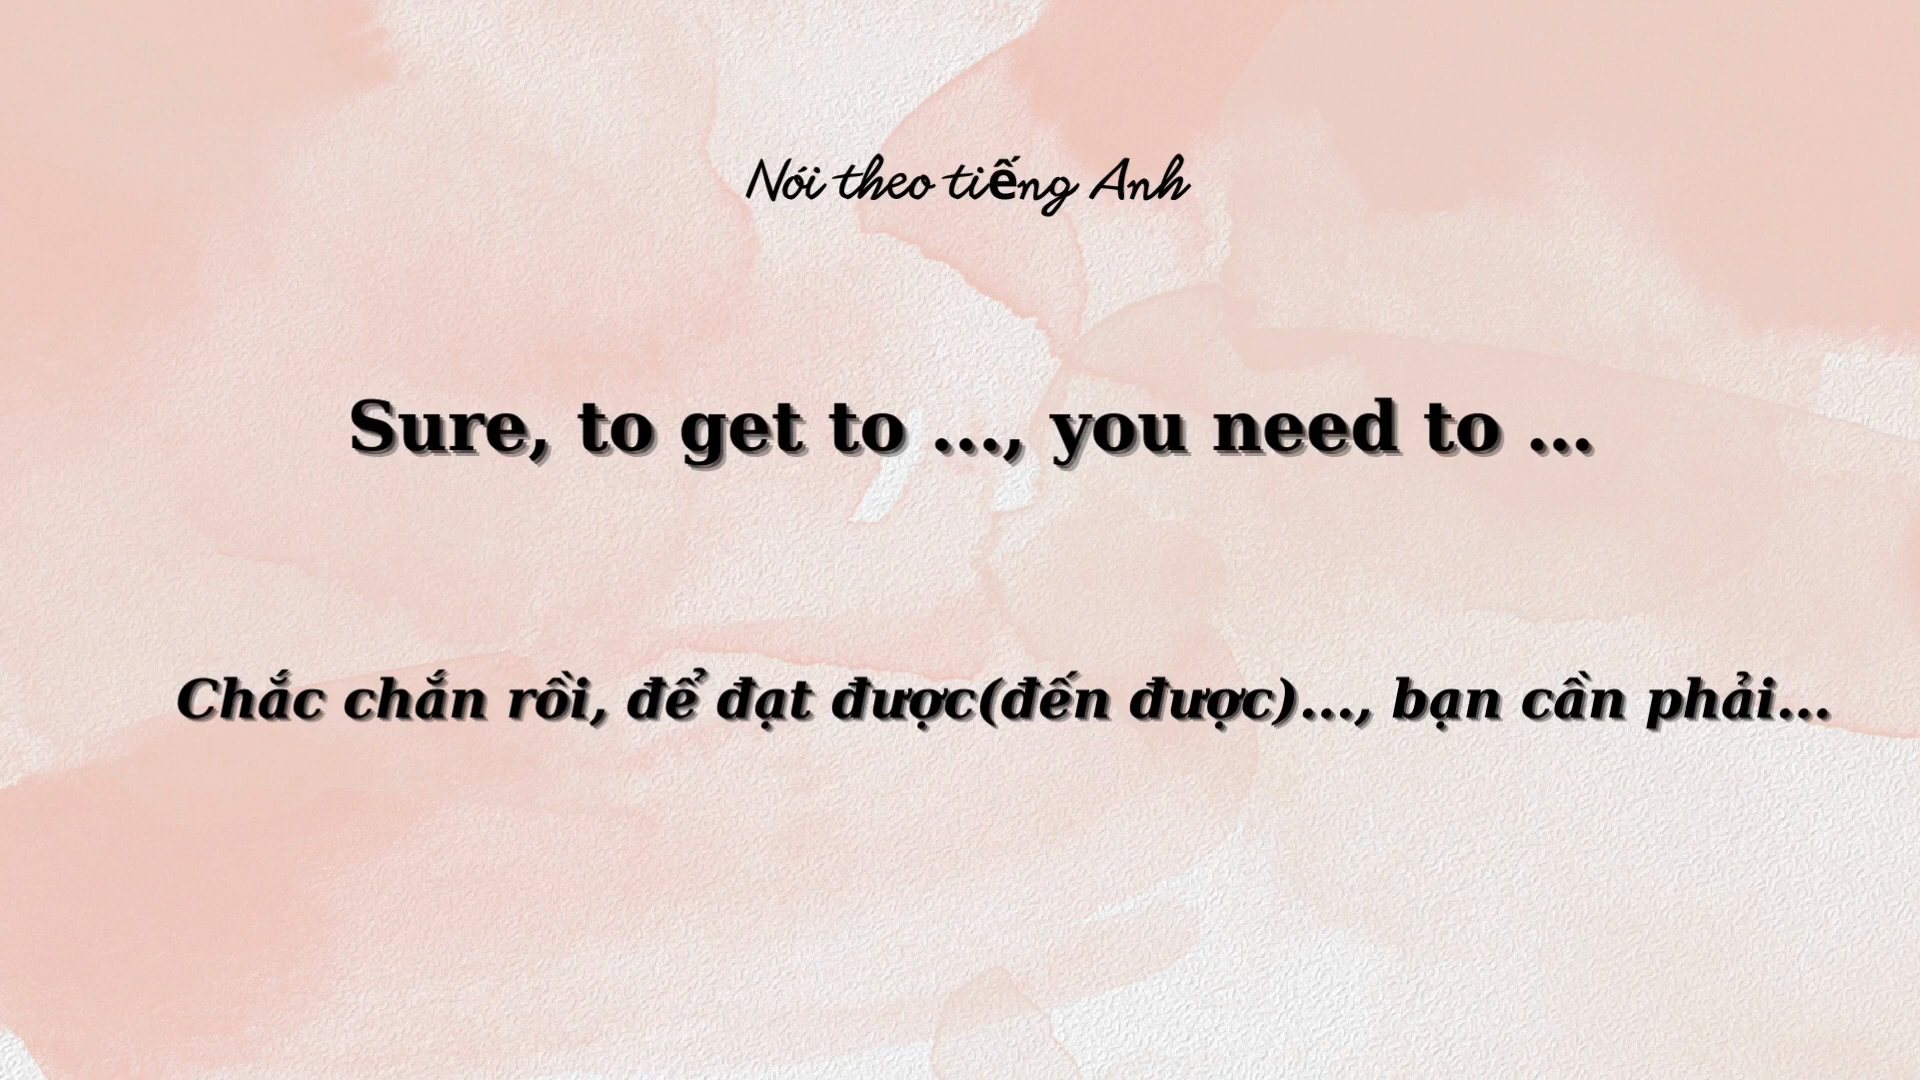 Nói theo tiếng Anh
Sure, to get to ..., you need to ...
Chắc chắn rồi, để đạt được(đến được)..., bạn cần phải...